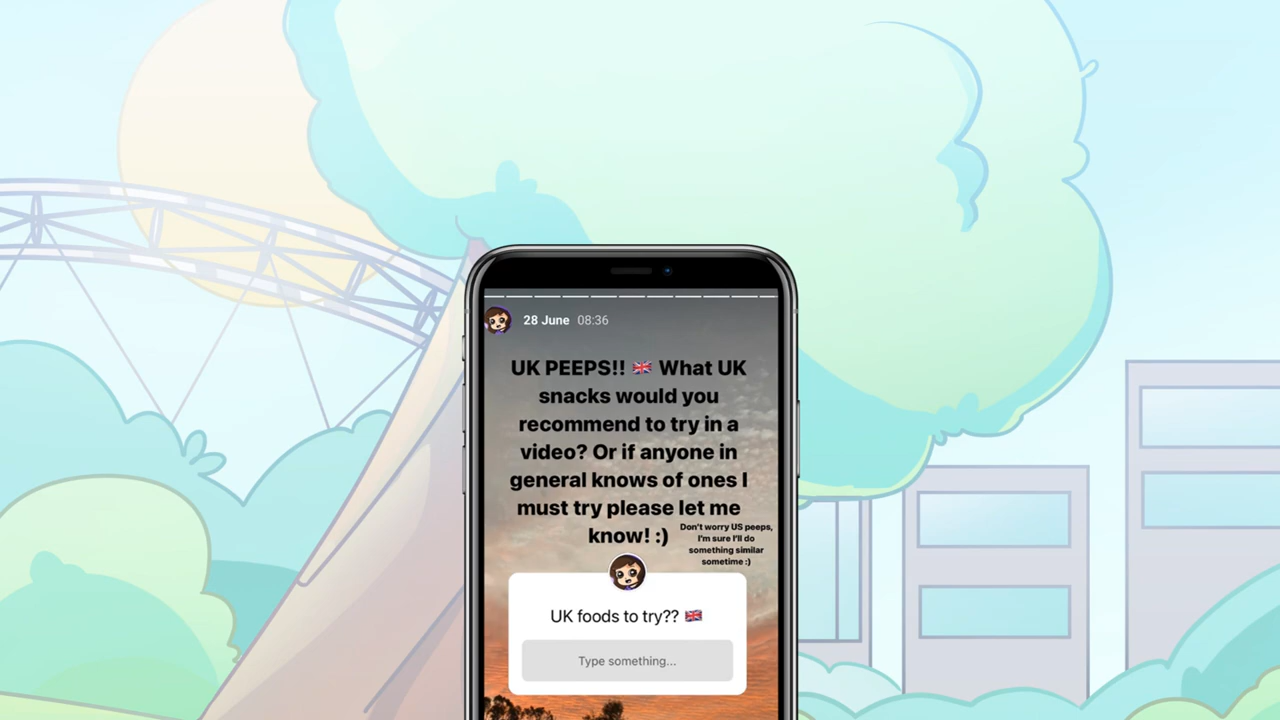 28 June 08:36
UK PEEPS!! 🇬🇧 What UK
snacks would you
recommend to try in a
video? Or if anyone in
general knows of ones I
must try please let me
know! :)
Don't worry US peeps,
I'm sure I'll do
something similar
sometime :)
UK foods to try?? 🇬🇧
Type something...